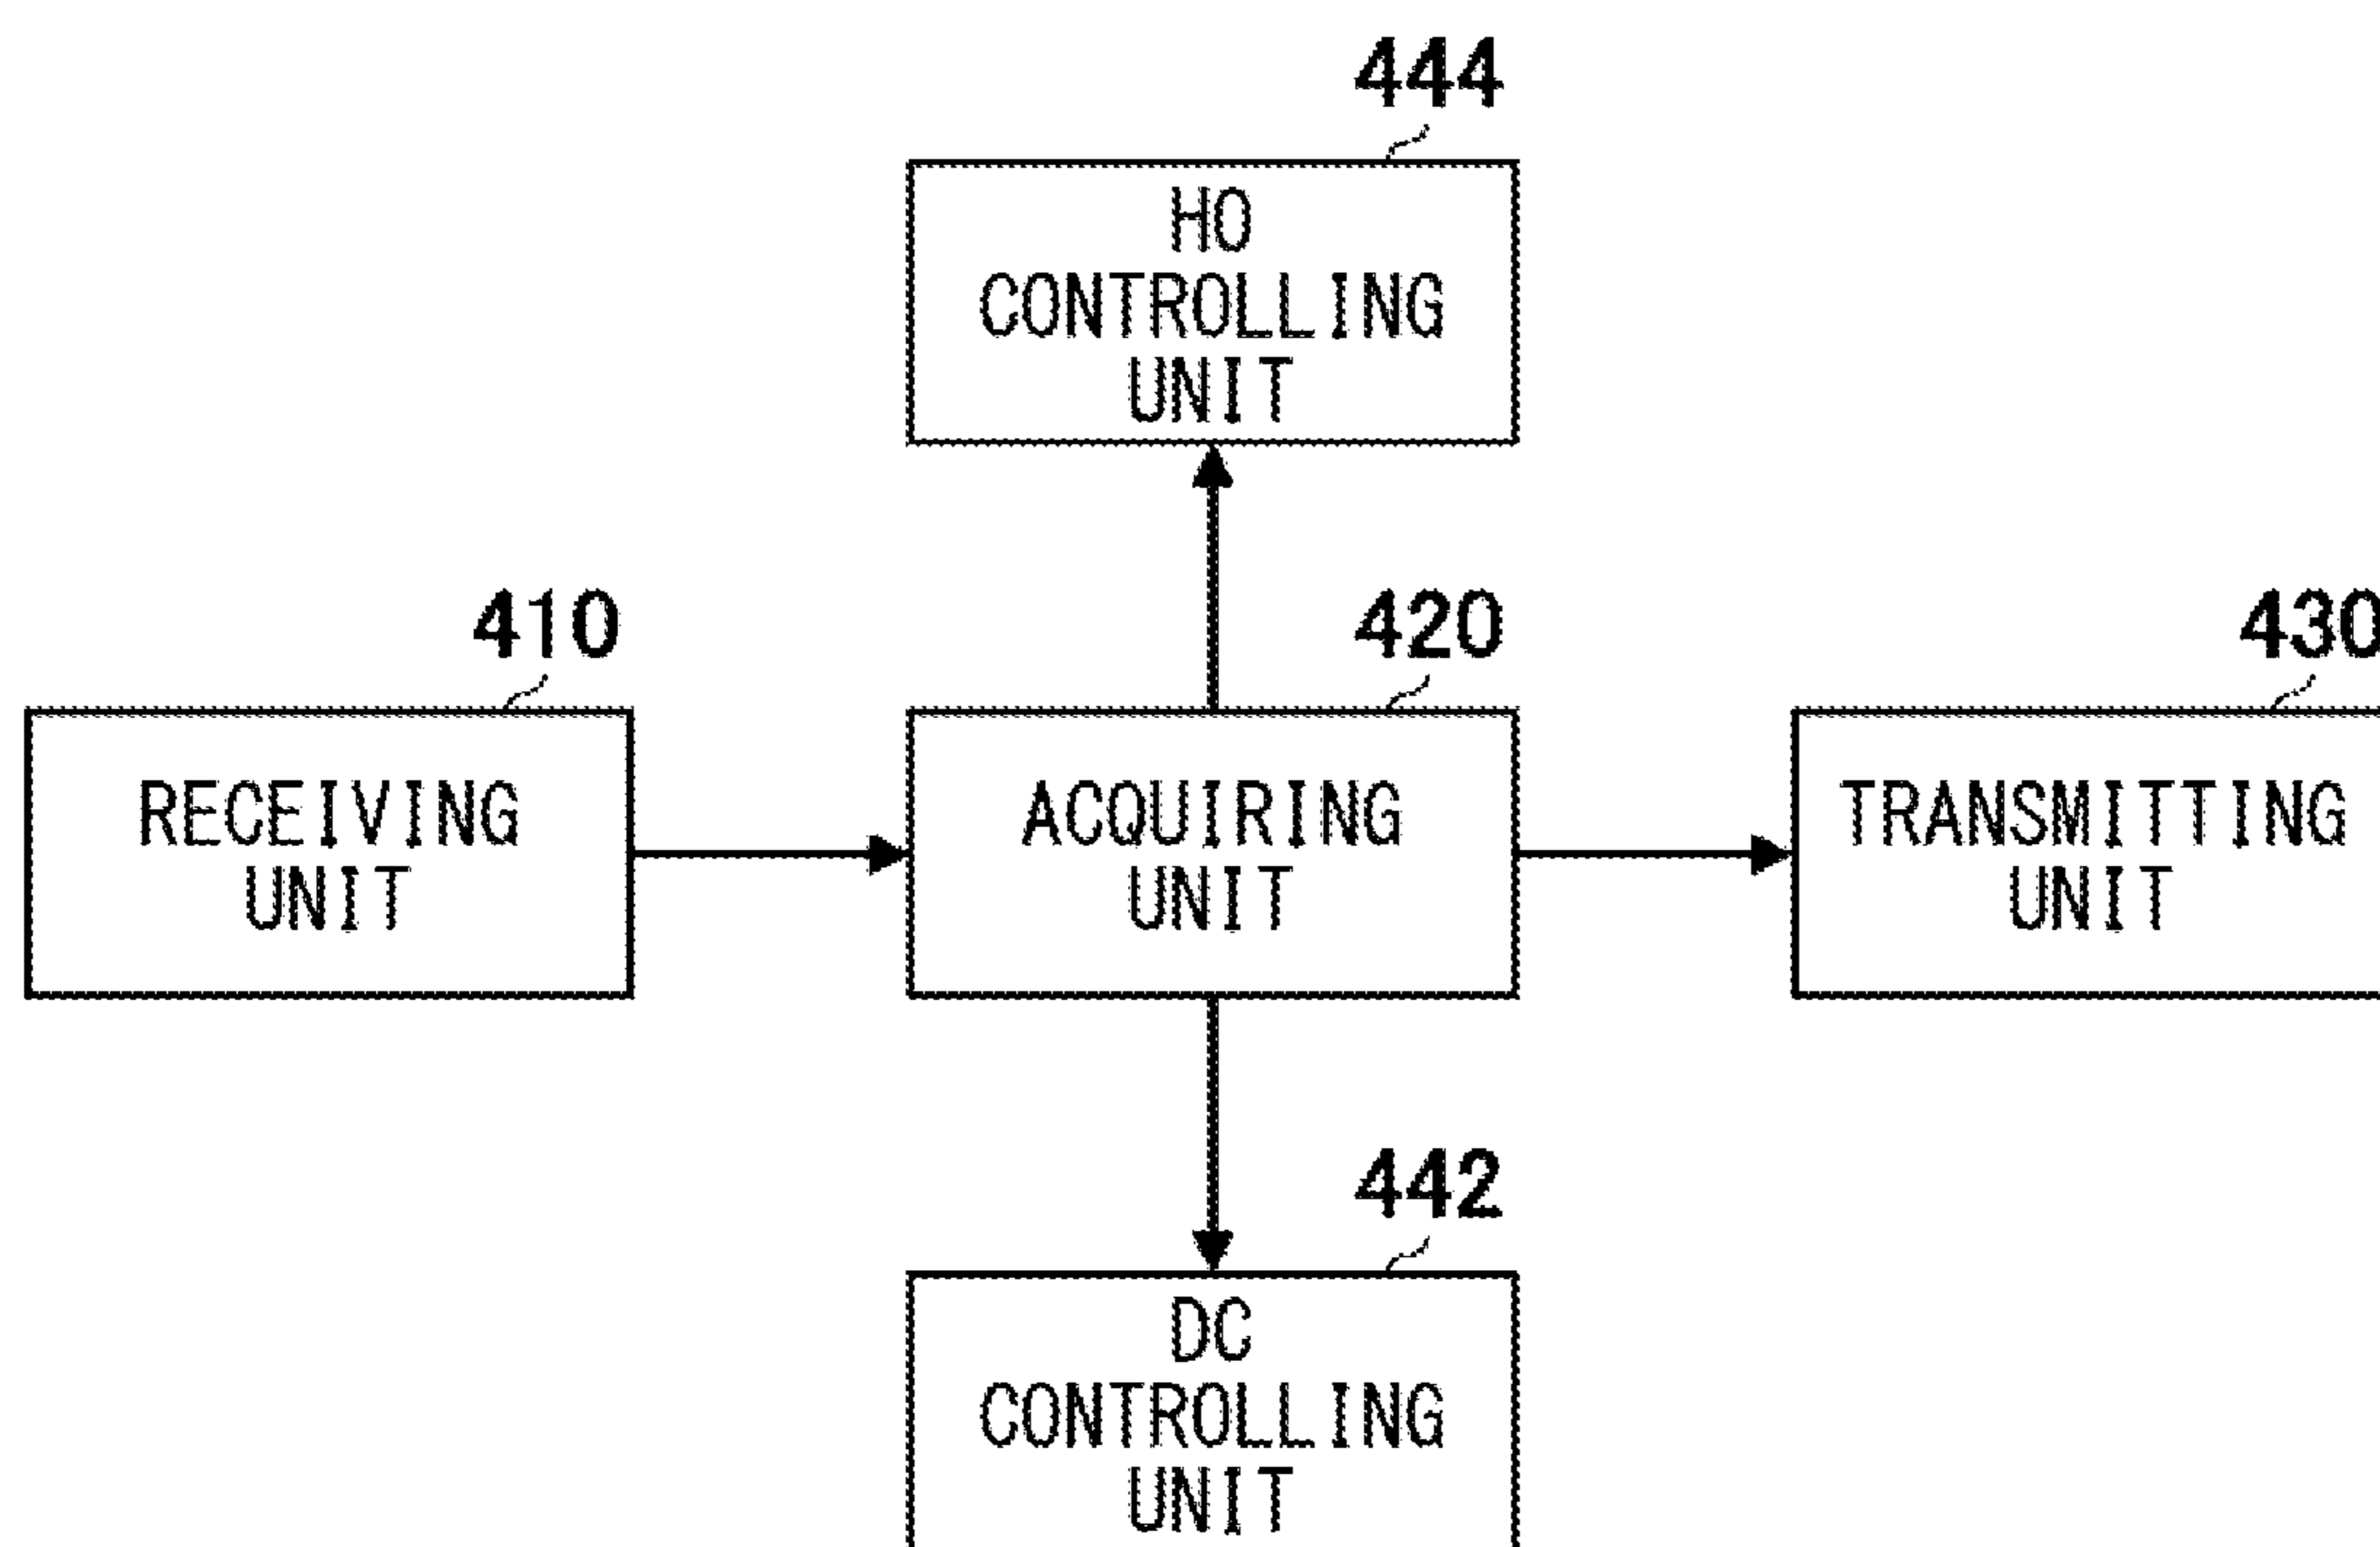 444
HO
CONTROLLING
UNIT
410
420
430
RECEIVING
UNIT
ACQUIRING
UNIT
TRANSMITTING
UNIT
442
DC
CONTROLLING
UNIT